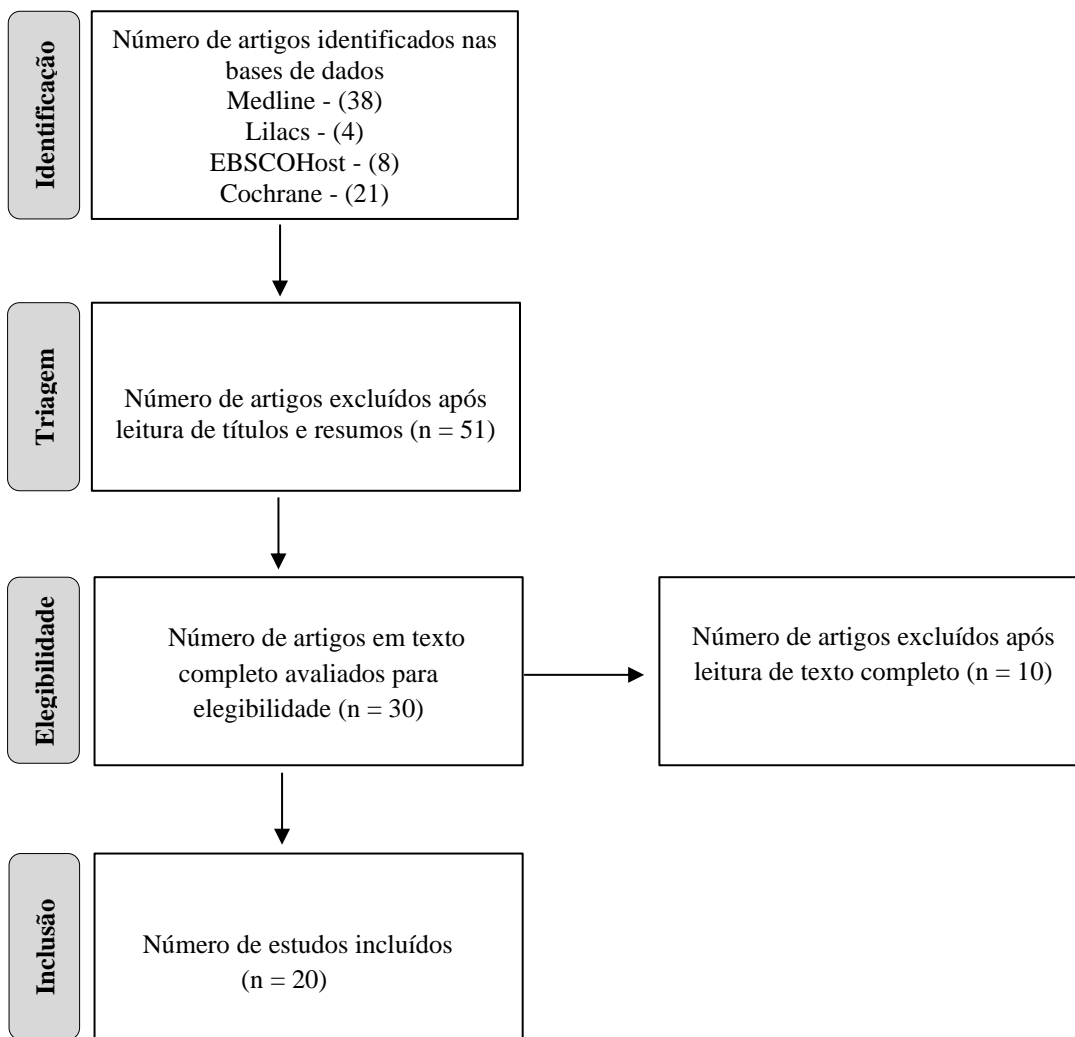 Identificação
Número de artigos identificados nas
bases de dados
Medline - (38)
Lilacs - (4)
EBSCOHost - (8)
Cochrane - (21)
Triagem
Número de artigos excluídos após
leitura de títulos e resumos (n = 51)
Elegibilidade
Número de artigos em texto
completo avaliados para
elegibilidade (n = 30)
Número de artigos excluídos após
leitura de texto completo (n = 10)
Inclusão
Número de estudos incluídos
(n = 20)